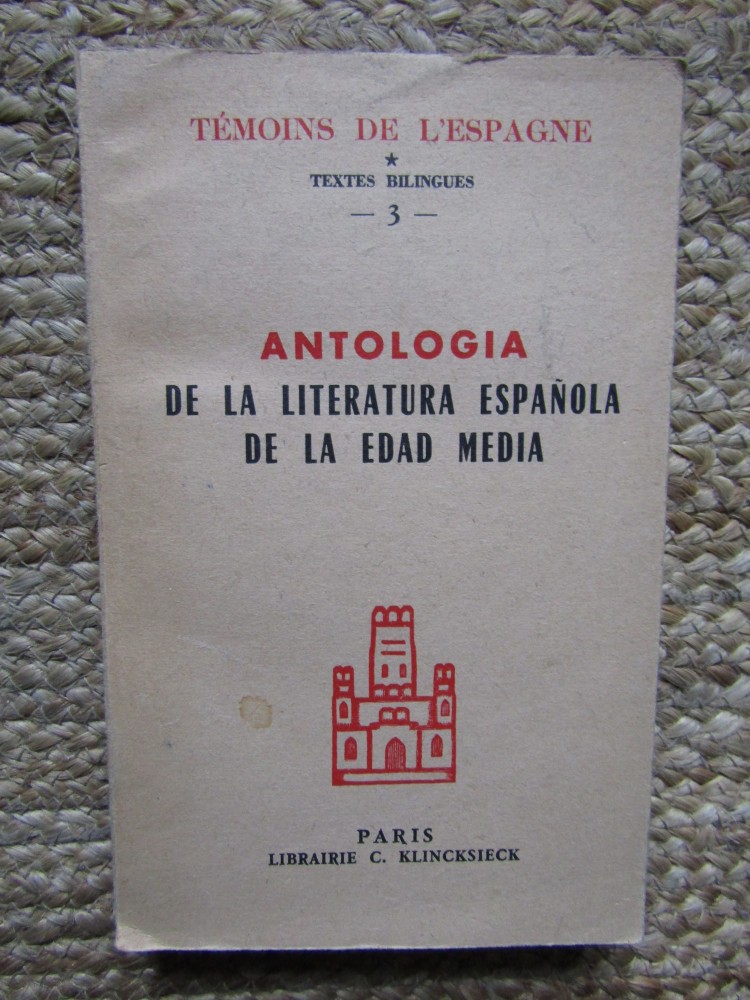 TÉMOINS DE L'ESPAGNE
★
TEXTES BILINGUES
— 3 —
ANTOLOGIA
DE LA LITERATURA ESPAÑOLA
DE LA EDAD MEDIA
PARIS
LIBRAIRIE C. KLINCKSIECK